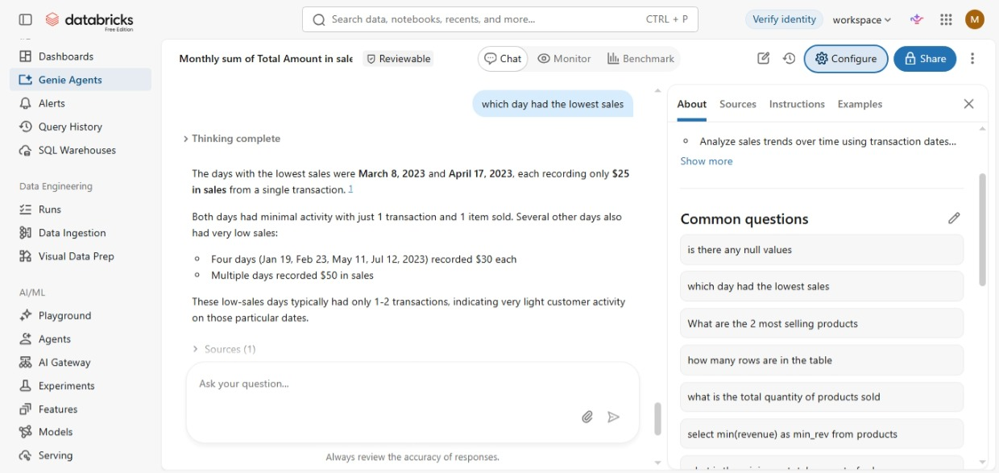 databricks
Free Edition
Search data, notebooks, recents, and more...
CTRL + P
Verify identity
workspace
M
Dashboards
Genie Agents
Alerts
Query History
SQL Warehouses
Data Engineering
Runs
Data Ingestion
Visual Data Prep
AI/ML
Playground
Agents
AI Gateway
Experiments
Features
Models
Serving
Monthly sum of Total Amount in sale
Reviewable
Chat
Monitor
Benchmark
Configure
Share
which day had the lowest sales
Thinking complete
The days with the lowest sales were March 8, 2023 and April 17, 2023, each recording only $25
in sales from a single transaction. 1
Both days had minimal activity with just 1 transaction and 1 item sold. Several other days also
had very low sales:
Four days (Jan 19, Feb 23, May 11, Jul 12, 2023) recorded $30 each
Multiple days recorded $50 in sales
These low-sales days typically had only 1-2 transactions, indicating very light customer activity
on those particular dates.
Sources (1)
Ask your question...
Always review the accuracy of responses.
About
Sources
Instructions
Examples
Analyze sales trends over time using transaction dates...
Show more
Common questions
is there any null values
which day had the lowest sales
What are the 2 most selling products
how many rows are in the table
what is the total quantity of products sold
select min(revenue) as min_rev from products